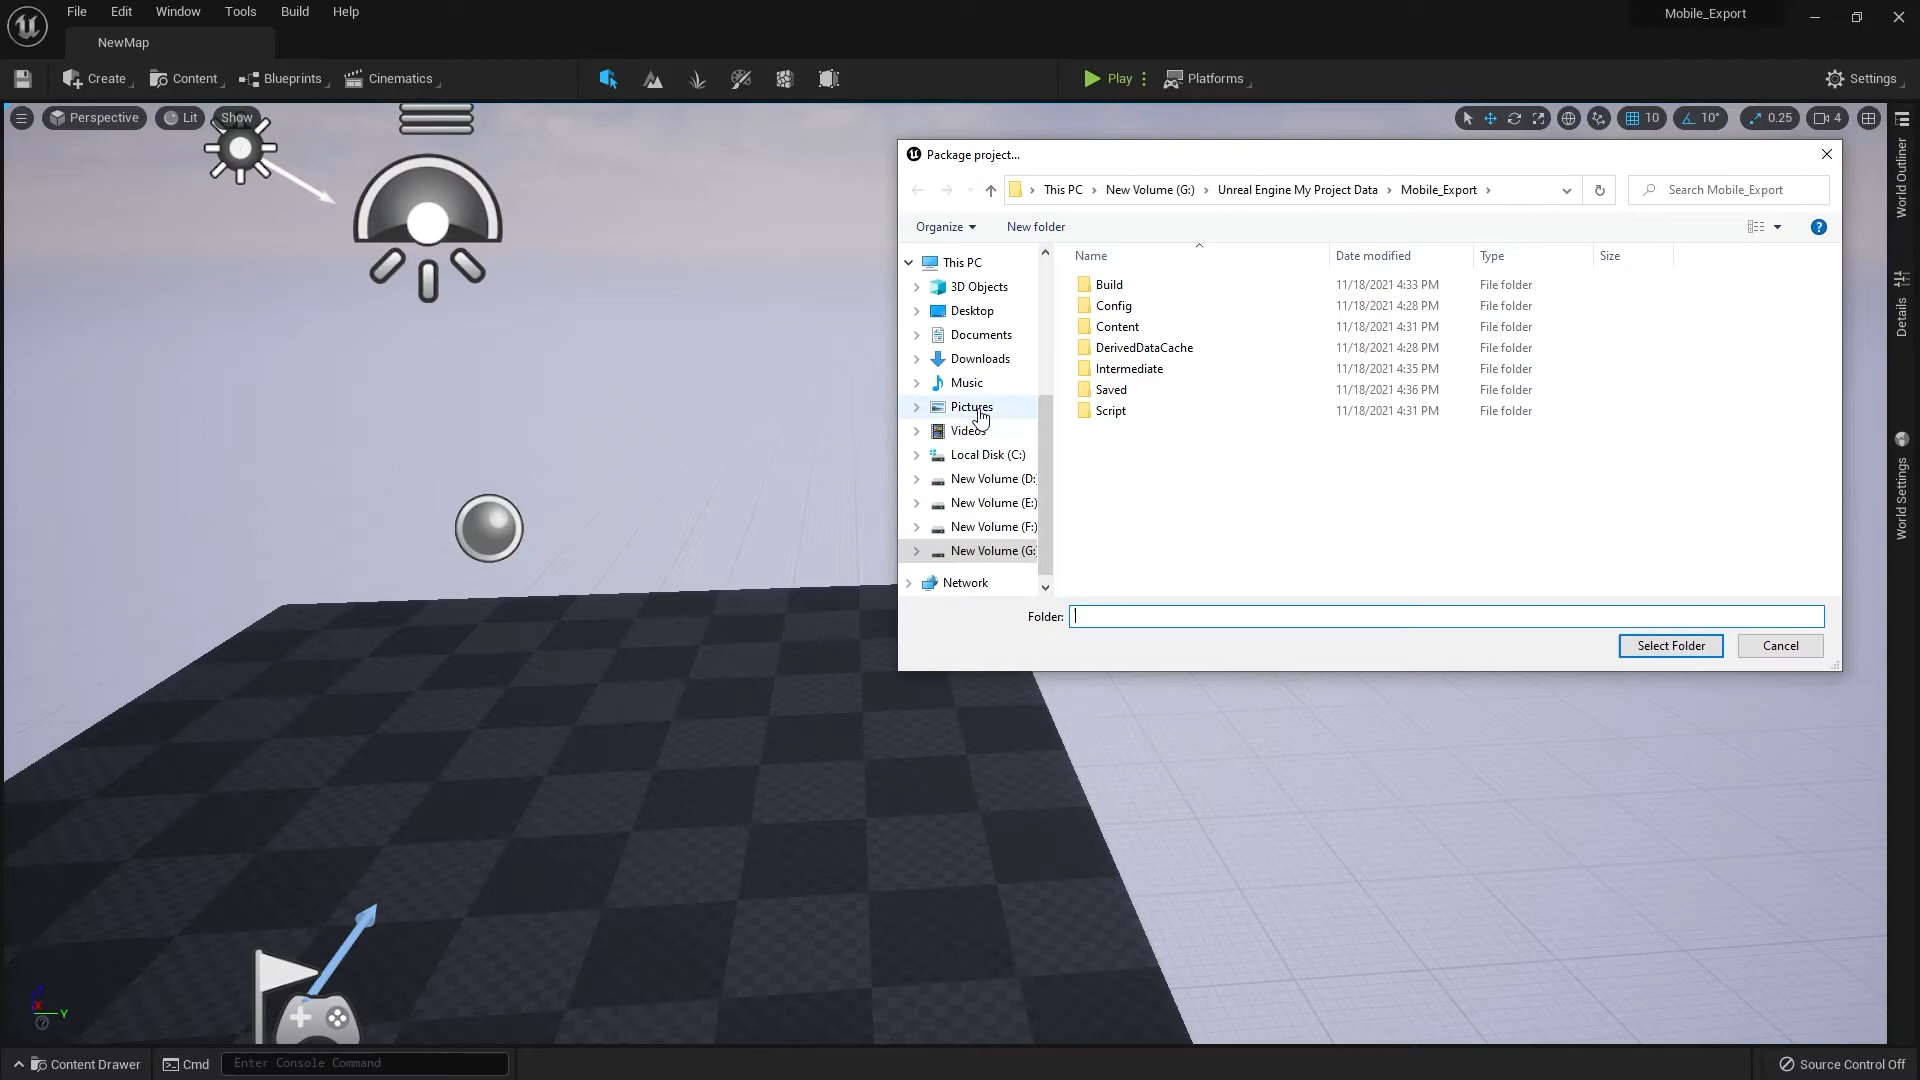 File Edit Window Tools Build Help
Mobile_Export
NewMap
Create Content Blueprints Cinematics Play Platforms Settings
Perspective Lit Show
10 10° 0.25 4
World Outliner
Details
World Settings
Package project...
This PC New Volume (G:) Unreal Engine My Project Data Mobile_Export
Search Mobile_Export
Organize New folder
Name Date modified Type Size
This PC
3D Objects
Desktop
Documents
Downloads
Music
Pictures
Videos
Local Disk (C:)
New Volume (D:
New Volume (E:)
New Volume (F:)
New Volume (G:
Network
Build 11/18/2021 4:33 PM File folder
Config 11/18/2021 4:28 PM File folder
Content 11/18/2021 4:31 PM File folder
DerivedDataCache 11/18/2021 4:28 PM File folder
Intermediate 11/18/2021 4:35 PM File folder
Saved 11/18/2021 4:36 PM File folder
Script 11/18/2021 4:31 PM File folder
Folder:
Select Folder Cancel
X Y
Content Drawer Cmd Enter Console Command Source Control Off